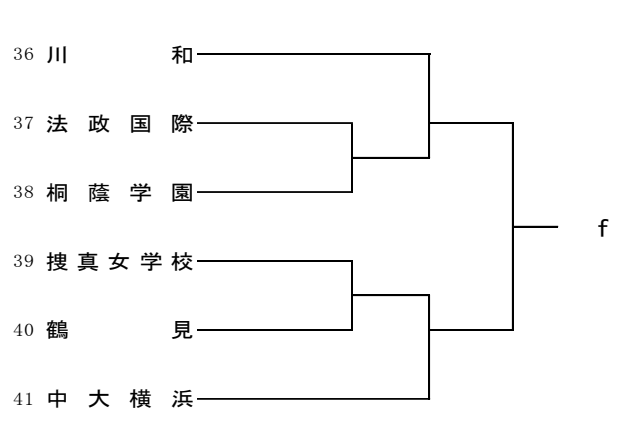 36 川和
37 法政国際
38 桐蔭学園
f
39 捜真女学校
40 鶴見
41 中大横浜